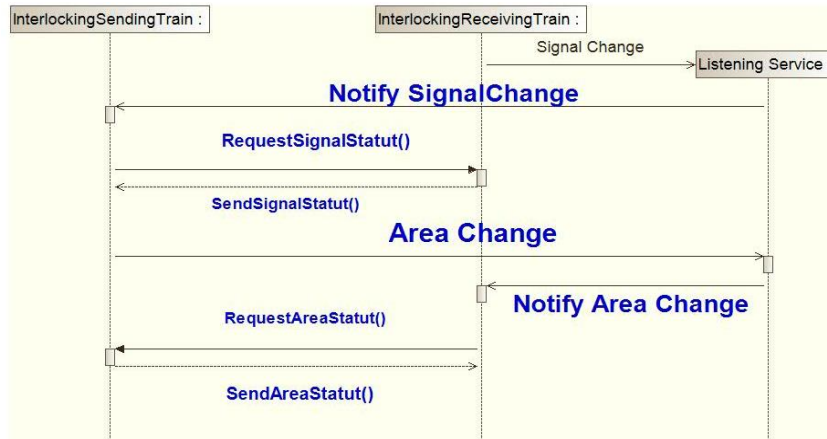 InterlockingSendingTrain :
InterlockingReceivingTrain :
Signal Change
Listening Service
Notify SignalChange
RequestSignalStatut()
SendSignalStatut()
Area Change
Notify Area Change
RequestAreaStatut()
SendAreaStatut()